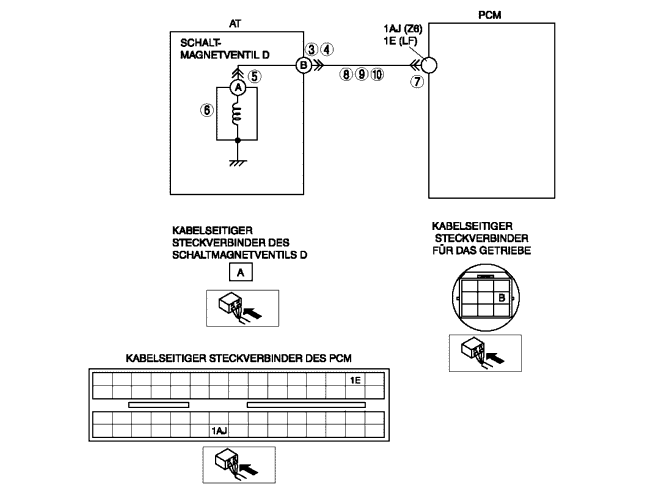 AT
PCM
SCHALT-
MAGNETVENTIL D
③ ④
1AJ (Z6)
1E (LF)
B
⑤
⑧ ⑨ ⑩
⑦
A
⑥
KABELSEITIGER
STECKVERBINDER DES
SCHALTMAGNETVENTILS D
A
KABELSEITIGER
STECKVERBINDER
FÜR DAS GETRIEBE
B
KABELSEITIGER STECKVERBINDER DES PCM
1E
1AJ